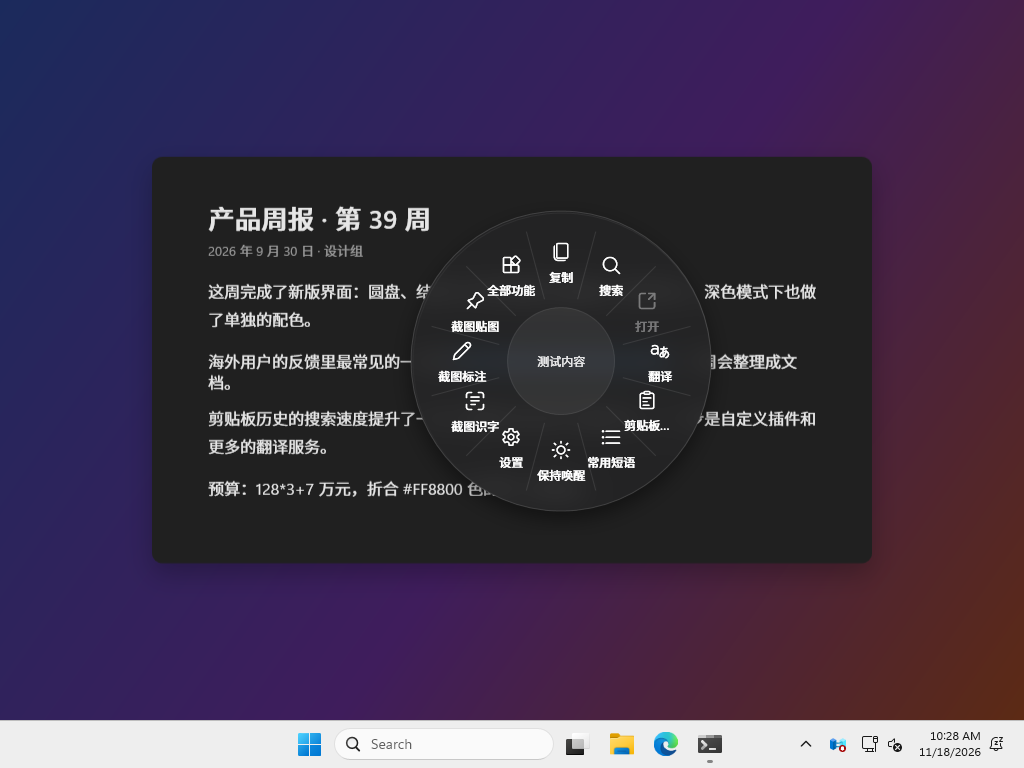 产品周报 · 第 39 周
2026 年 9 月 30 日 · 设计组
这周完成了新版界面：圆盘、结
深色模式下也做
了单独的配色。
海外用户的反馈里最常见的一
周会整理成文
档。
剪贴板历史的搜索速度提升了一
是自定义插件和
更多的翻译服务。
预算：128*3+7 万元，折合 #FF8800 色
复制
全部功能
搜索
截图贴图
打开
测试内容
截图标注
翻译
截图识字
剪贴板...
设置
常用短语
保持唤醒
Search
10:28 AM
11/18/2026